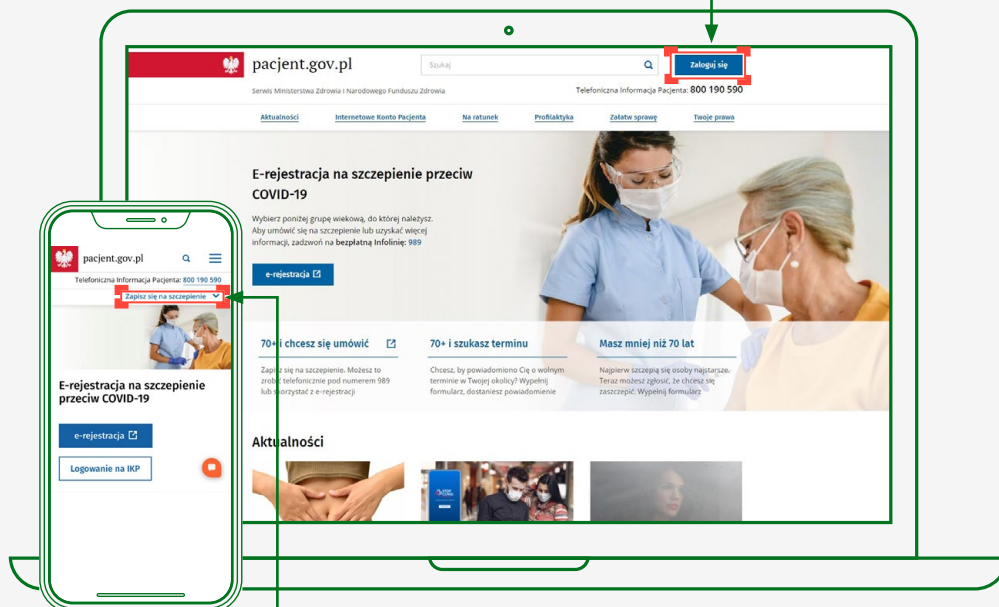 pacjent.gov.pl
Szukaj
Zaloguj się
Serwis Ministerstwa Zdrowia i Narodowego Funduszu Zdrowia
Telefoniczna Informacja Pacjenta: 800 190 590
Aktualności
Internetowe Konto Pacjenta
Na ratunek
Profilaktyka
Załatw sprawę
Twoje prawa
E-rejestracja na szczepienie przeciw
COVID-19
Wybierz poniżej grupę wiekową, do której należysz.
Aby umówić się na szczepienie lub uzyskać więcej
informacji, zadzwoń na bezpłatną Infolinię: 989
e-rejestracja
70+ i chcesz się umówić
Zapisz się na szczepienie. Możesz to
zrobić telefonicznie pod numerem 989
lub skorzystać z e-rejestracji
70+ i szukasz terminu
Chcesz, by powiadomiono Cię o wolnym
terminie w Twojej okolicy? Wypełnij
formularz, dostaniesz powiadomienie
Masz mniej niż 70 lat
Najpierw szczepią się osoby najstarsze.
Teraz możesz zgłosić, że chcesz się
zaszczepić. Wypełnij formularz
Aktualności
pacjent.gov.pl
Telefoniczna Informacja Pacjenta: 800 190 590
Zapisz się na szczepienie
E-rejestracja na szczepienie
przeciw COVID-19
e-rejestracja
Logowanie na IKP